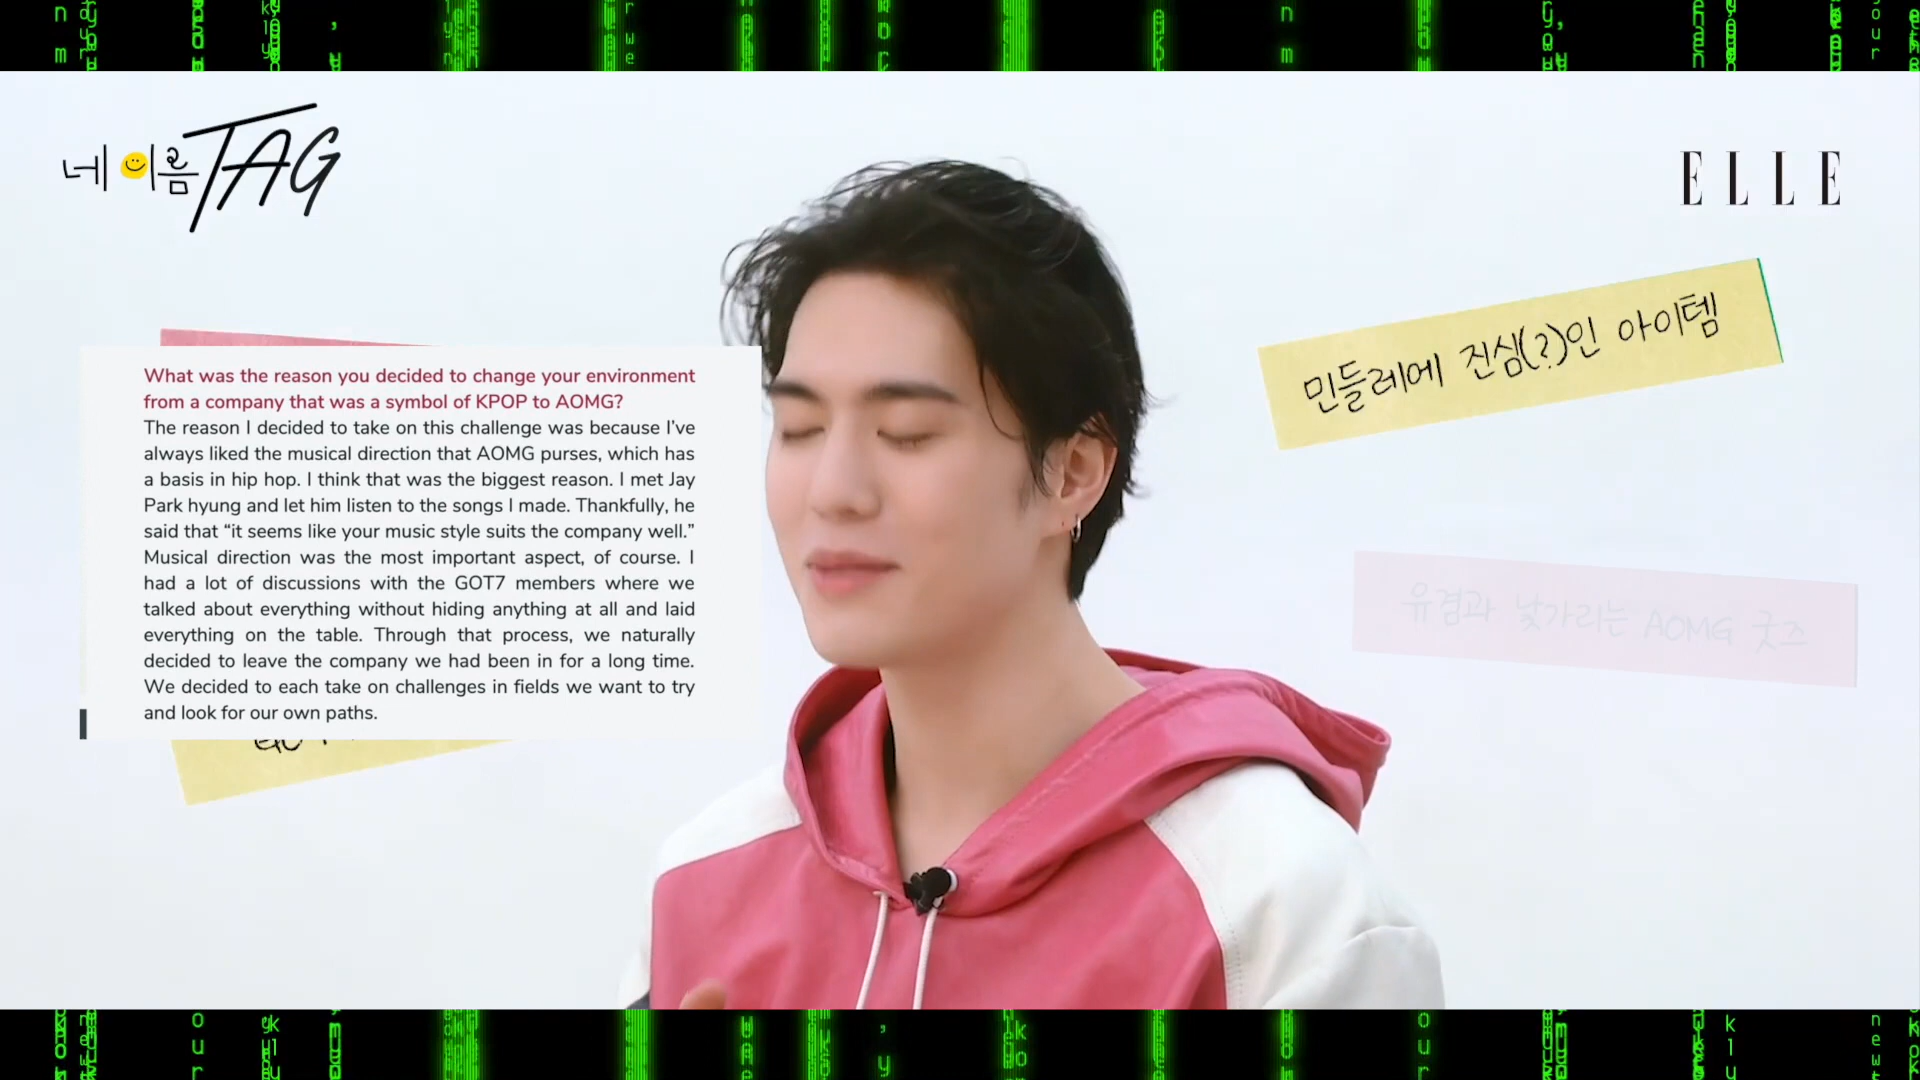 네 이름 TAG
ELLE
민들레에 진심(?)인 아이템
What was the reason you decided to change your environment
from a company that was a symbol of KPOP to AOMG?
The reason I decided to take on this challenge was because I've
always liked the musical direction that AOMG purses, which has
a basis in hip hop. I think that was the biggest reason. I met Jay
Park hyung and let him listen to the songs I made. Thankfully, he
said that “it seems like your music style suits the company well.”
Musical direction was the most important aspect, of course. I
had a lot of discussions with the GOT7 members where we
talked about everything without hiding anything at all and laid
everything on the table. Through that process, we naturally
decided to leave the company we had been in for a long time.
We decided to each take on challenges in fields we want to try
and look for our own paths.
유겸과 낯가리는 AOMG 굿즈